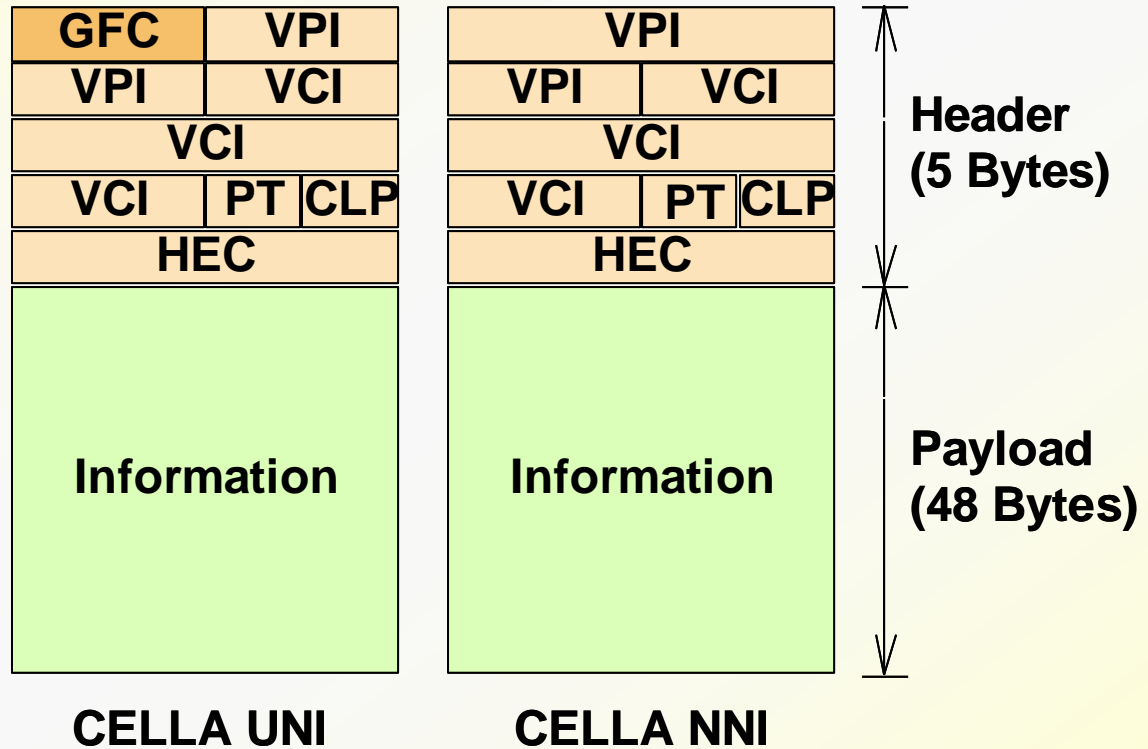 GFC VPI VPI
VPI VCI VPI VCI
VCI VCI
VCI PT CLP VCI PT CLP
HEC HEC
Header
(5 Bytes)
Information Information
Payload
(48 Bytes)
CELLA UNI CELLA NNI